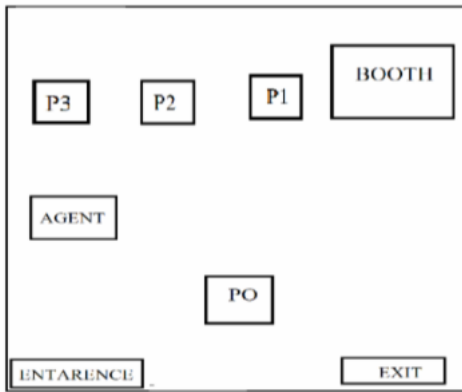 BOOTH
P3
P2
P1
AGENT
PO
ENTARENCE
EXIT